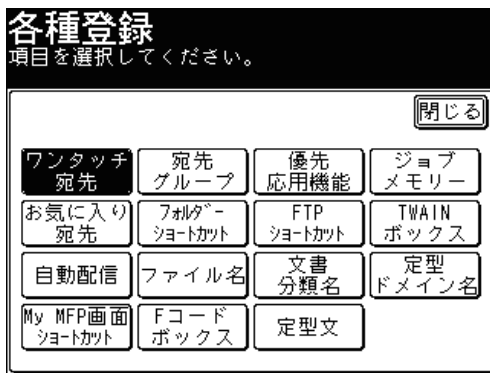 各種登録
項目を選択してください。
閉じる
ワンタッチ
宛先
宛先
グループ
優先
応用機能
ジョブ
メモリー
お気に入り
宛先
ﾌｫﾙﾀﾞｰ
ｼｮｰﾄｶｯﾄ
FTP
ｼｮｰﾄｶｯﾄ
TWAIN
ボックス
自動配信
ファイル名
文書
分類名
定型
ドメイン名
My MFP画面
ｼｮｰﾄｶｯﾄ
Fコード
ボックス
定型文